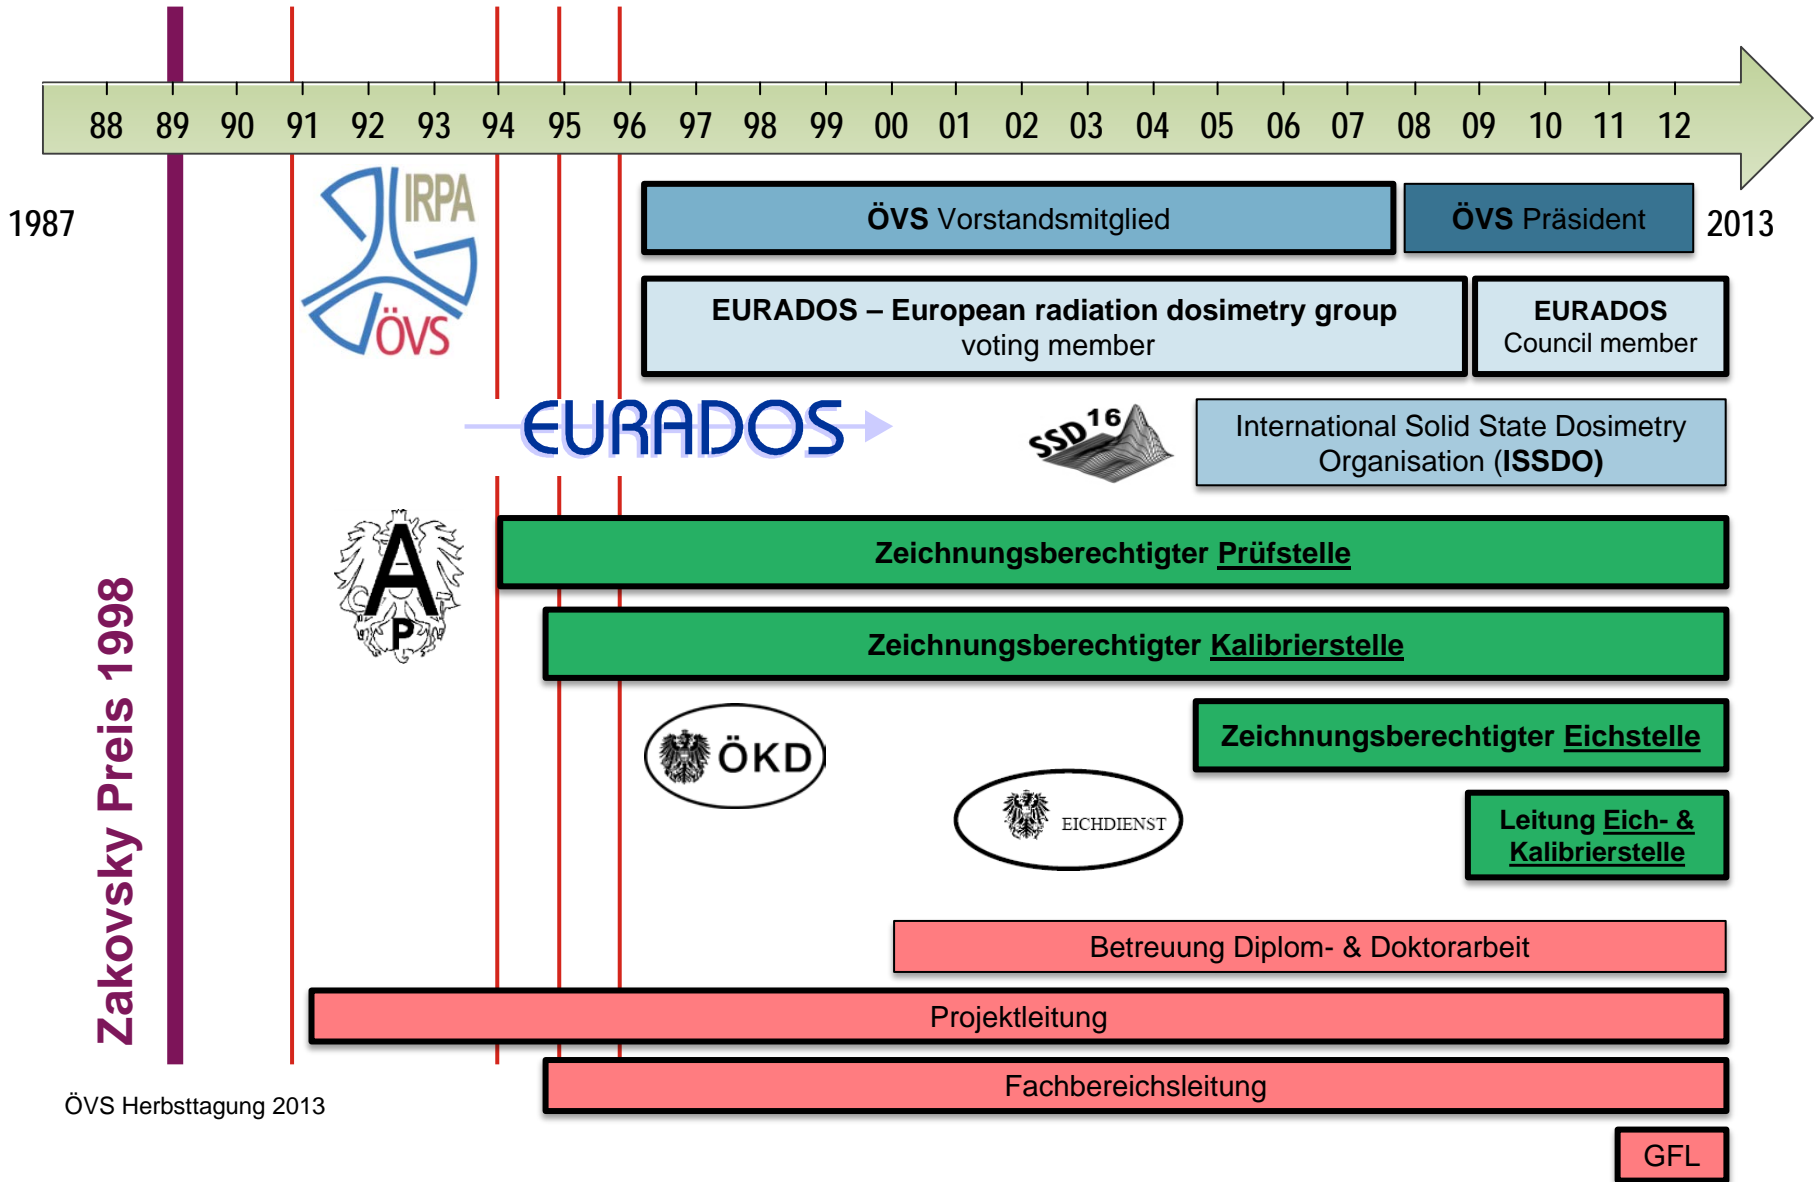 88 89 90 91 92 93 94 95 96 97 98 99 00 01 02 03 04 05 06 07 08 09 10 11 12
1987
2013
IRPA
ÖVS
ÖVS Vorstandsmitglied
ÖVS Präsident
EURADOS – European radiation dosimetry group
voting member
EURADOS
Council member
EURADOS
SSD 16
International Solid State Dosimetry
Organisation (ISSDO)
A
P
Zeichnungsberechtigter Prüfstelle
Zeichnungsberechtigter Kalibrierstelle
ÖKD
Zeichnungsberechtigter Eichstelle
EICHDIENST
Leitung Eich- &
Kalibrierstelle
Zakovsky Preis 1998
Betreuung Diplom- & Doktorarbeit
Projektleitung
Fachbereichsleitung
ÖVS Herbsttagung 2013
GFL